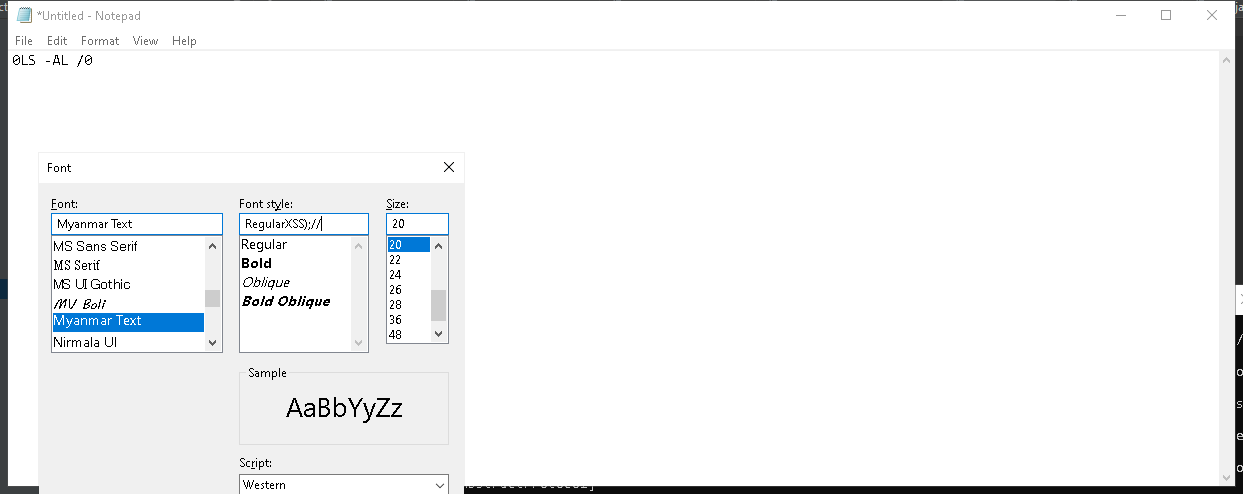 *Untitled - Notepad
File Edit Format View Help
0LS -AL /0
Font
Font: Font style: Size:
Myanmar Text RegularXSS);// 20
MS Sans Serif Regular 20
MS Serif Bold 22
MS UI Gothic Oblique 24
MV Boli Bold Oblique 26
Myanmar Text 28
Nirmala UI 36
48
Sample
AaBbYyZz
Script:
Western